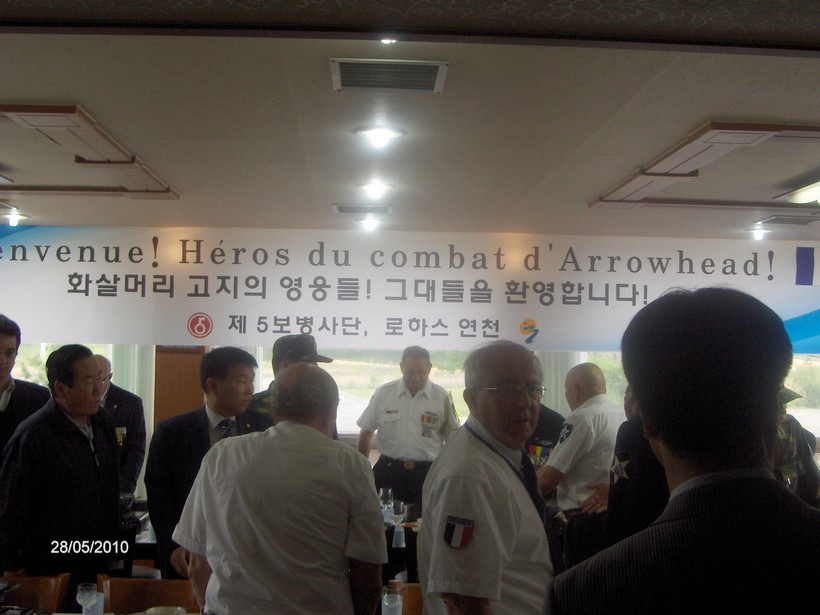 envenue! Héros du combat d'Arrowhead!
화살머리 고지의 영웅들! 그대들을 환영합니다!
제 5보병사단, 로하스 연천
FRANCE
28/05/2010